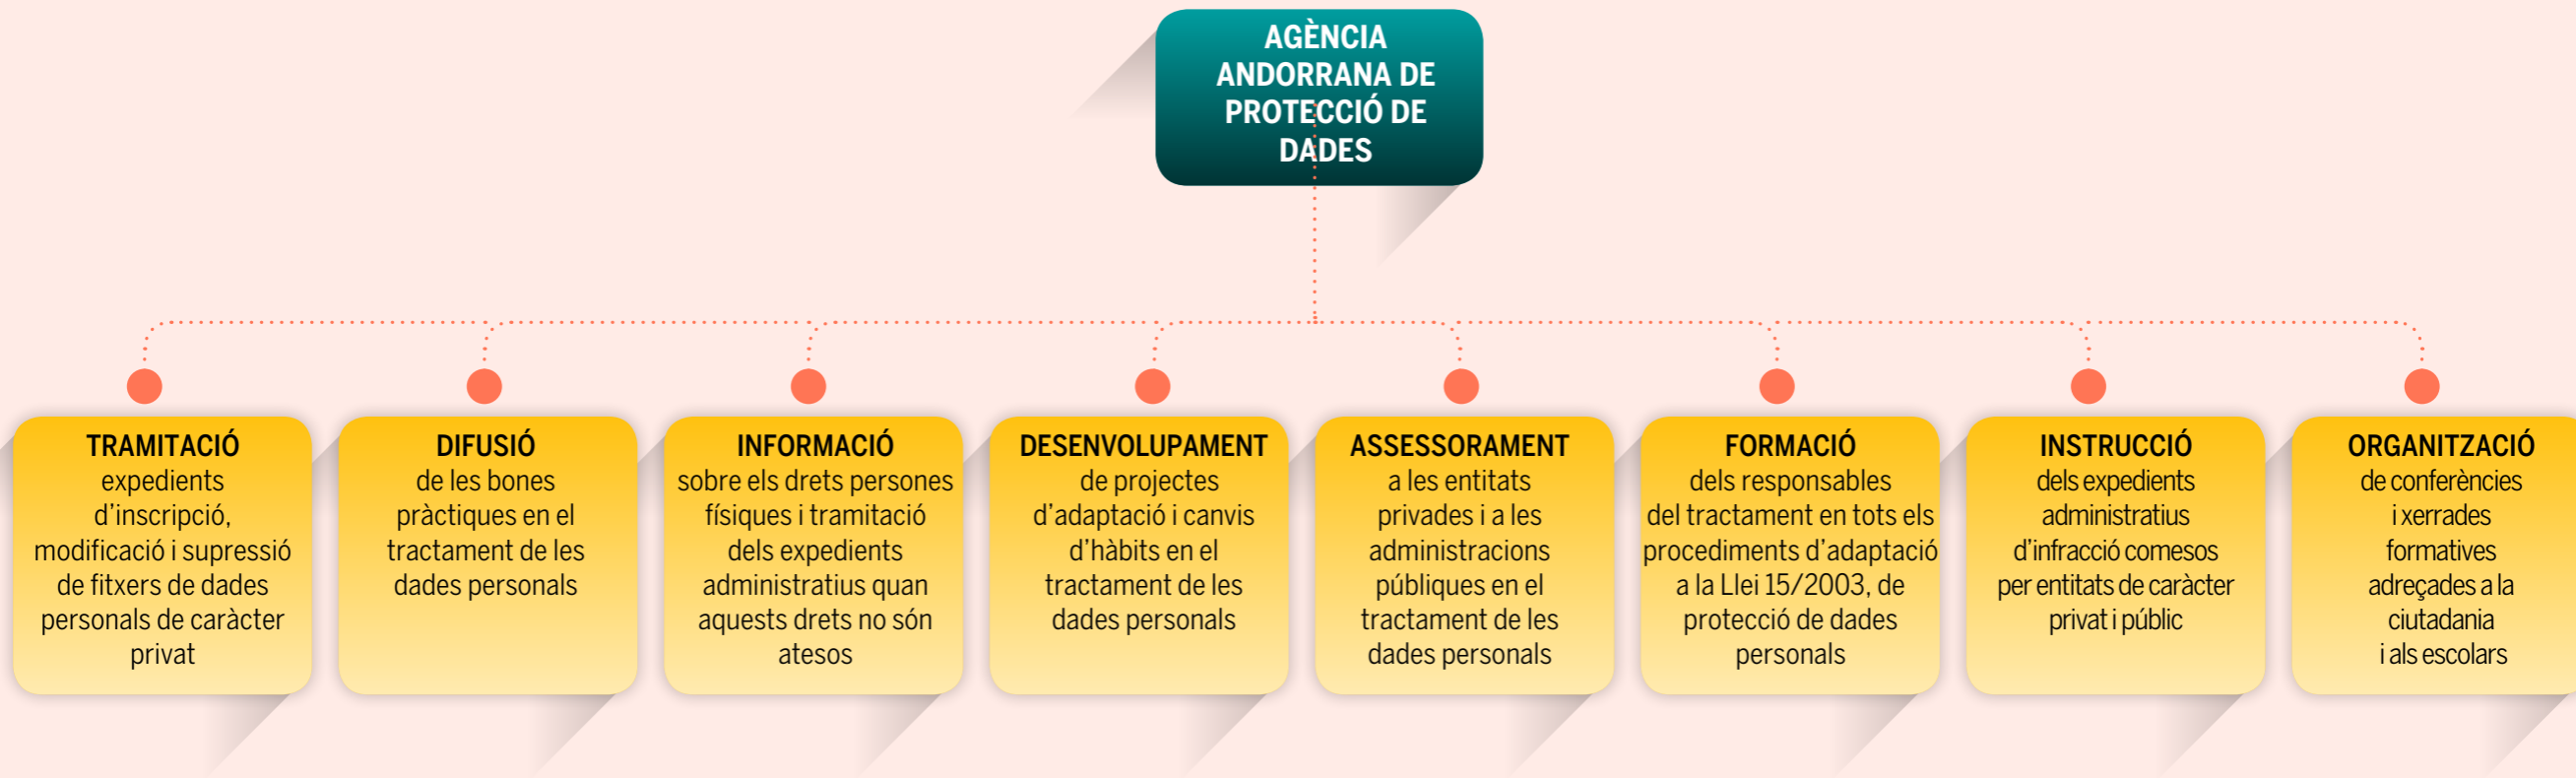 AGÈNCIA
ANDORRANA DE
PROTECCIÓ DE
DADES
TRAMITACIÓ
expedients
d'inscripció,
modificació i supressió
de fitxers de dades
personals de caràcter
privat
DIFUSIÓ
de les bones
pràctiques en el
tractament de les
dades personals
INFORMACIÓ
sobre els drets persones
físiques i tramitació
dels expedients
administratius quan
aquests drets no són
atesos
DESENVOLUPAMENT
de projectes
d'adaptació i canvis
d'hàbits en el
tractament de les
dades personals
ASSESSORAMENT
a les entitats
privades i a les
administracions
públiques en el
tractament de les
dades personals
FORMACIÓ
dels responsables
del tractament en tots els
procediments d'adaptació
a la Llei 15/2003, de
protecció de dades
personals
INSTRUCCIÓ
dels expedients
administratius
d'infracció comesos
per entitats de caràcter
privat i públic
ORGANITZACIÓ
de conferències
i xerrades
formatives
adreçades a la
ciutadania
i als escolars